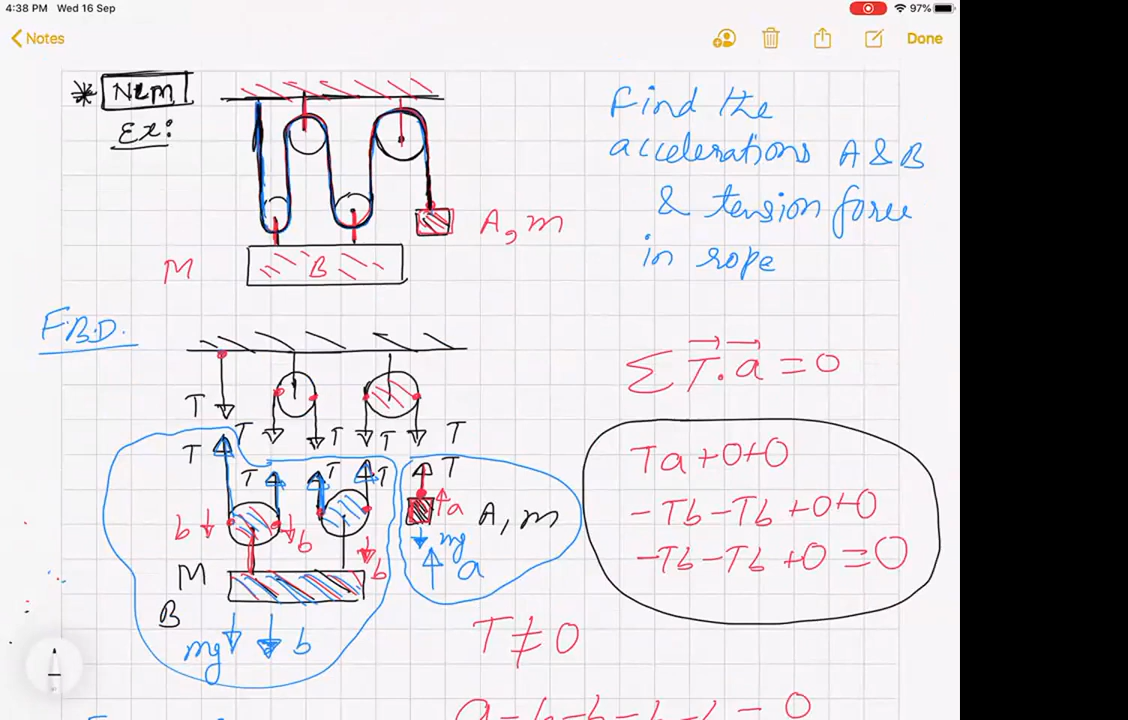 4:38 PM Wed 16 Sep
97%
Notes
Done
* NLM
Ex:
Find the
accelerations A & B
& tension force
in rope
A, m
M
B
F.B.D.
Σ T⃗ . a⃗ = 0
T
T T T T
T T T T T
Ta + 0 + 0
- Tb - Tb + 0 + 0
- Tb - Tb + 0 = 0
a
A, m
b b
mg
b
a
M
B
mg b
T ≠ 0
a - b - b - b - b = 0